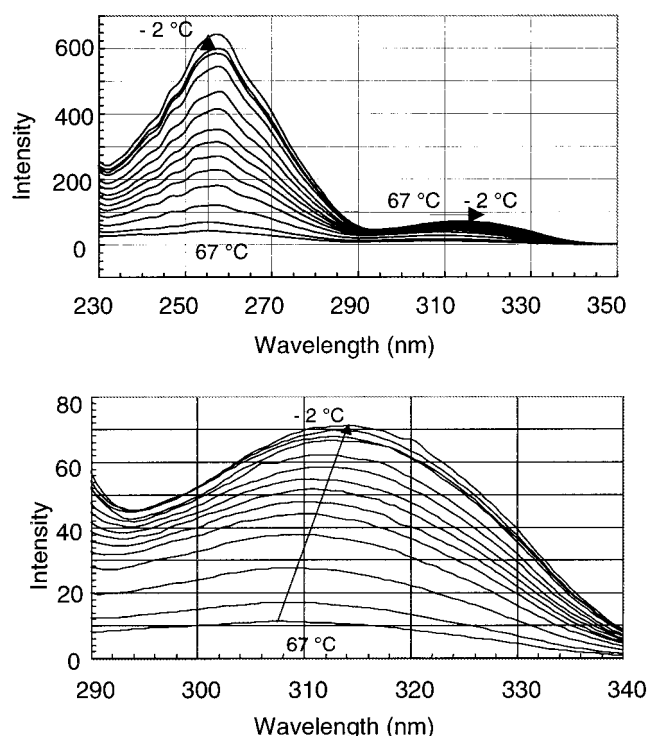 600
400
200
0
Intensity
- 2 °C
67 °C - 2 °C
67 °C
230 250 270 290 310 330 350
Wavelength (nm)
80
60
40
20
0
Intensity
- 2 °C
67 °C
290 300 310 320 330 340
Wavelength (nm)